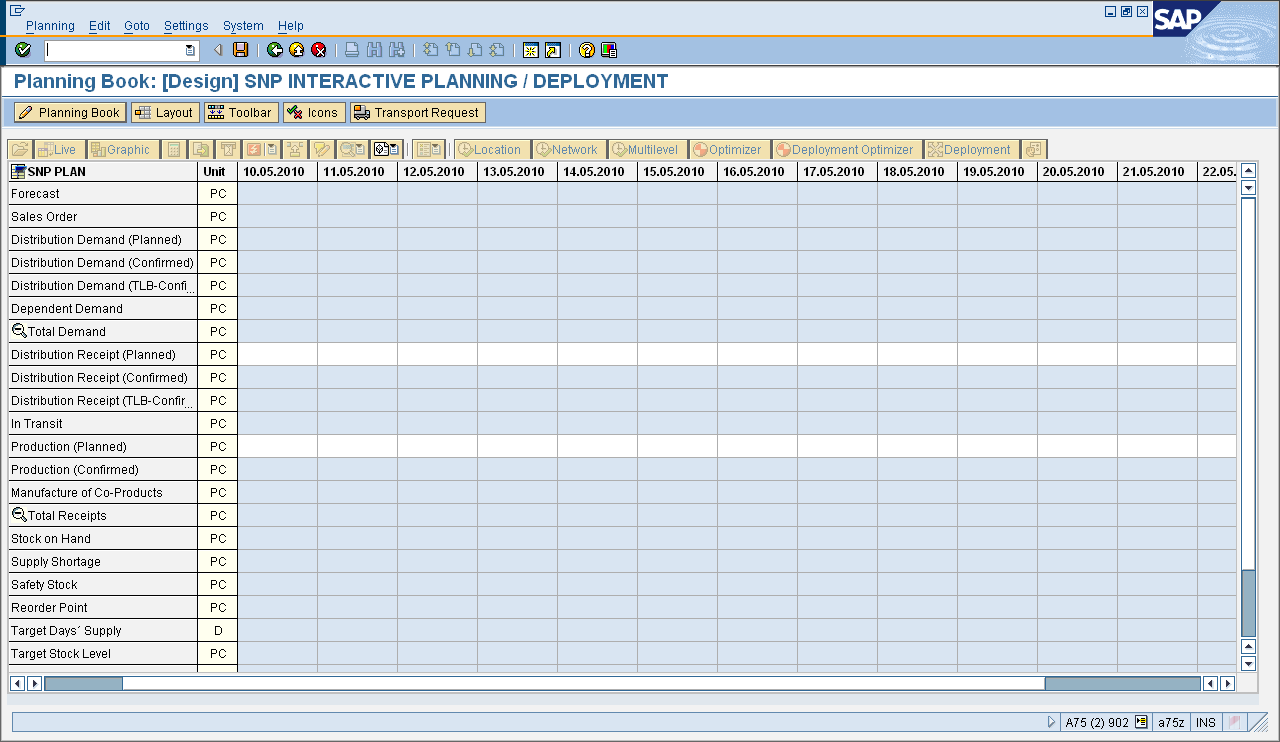 Planning Edit Goto Settings System Help
SAP
Planning Book: [Design] SNP INTERACTIVE PLANNING / DEPLOYMENT
Planning Book Layout Toolbar Icons Transport Request
Live Graphic Location Network Multilevel Optimizer Deployment Optimizer Deployment
SNP PLAN Unit 10.05.2010 11.05.2010 12.05.2010 13.05.2010 14.05.2010 15.05.2010 16.05.2010 17.05.2010 18.05.2010 19.05.2010 20.05.2010 21.05.2010 22.05.
Forecast PC
Sales Order PC
Distribution Demand (Planned) PC
Distribution Demand (Confirmed) PC
Distribution Demand (TLB-Confi... PC
Dependent Demand PC
Total Demand PC
Distribution Receipt (Planned) PC
Distribution Receipt (Confirmed) PC
Distribution Receipt (TLB-Confir... PC
In Transit PC
Production (Planned) PC
Production (Confirmed) PC
Manufacture of Co-Products PC
Total Receipts PC
Stock on Hand PC
Supply Shortage PC
Safety Stock PC
Reorder Point PC
Target Days´ Supply D
Target Stock Level PC
A75 (2) 902 a75z INS